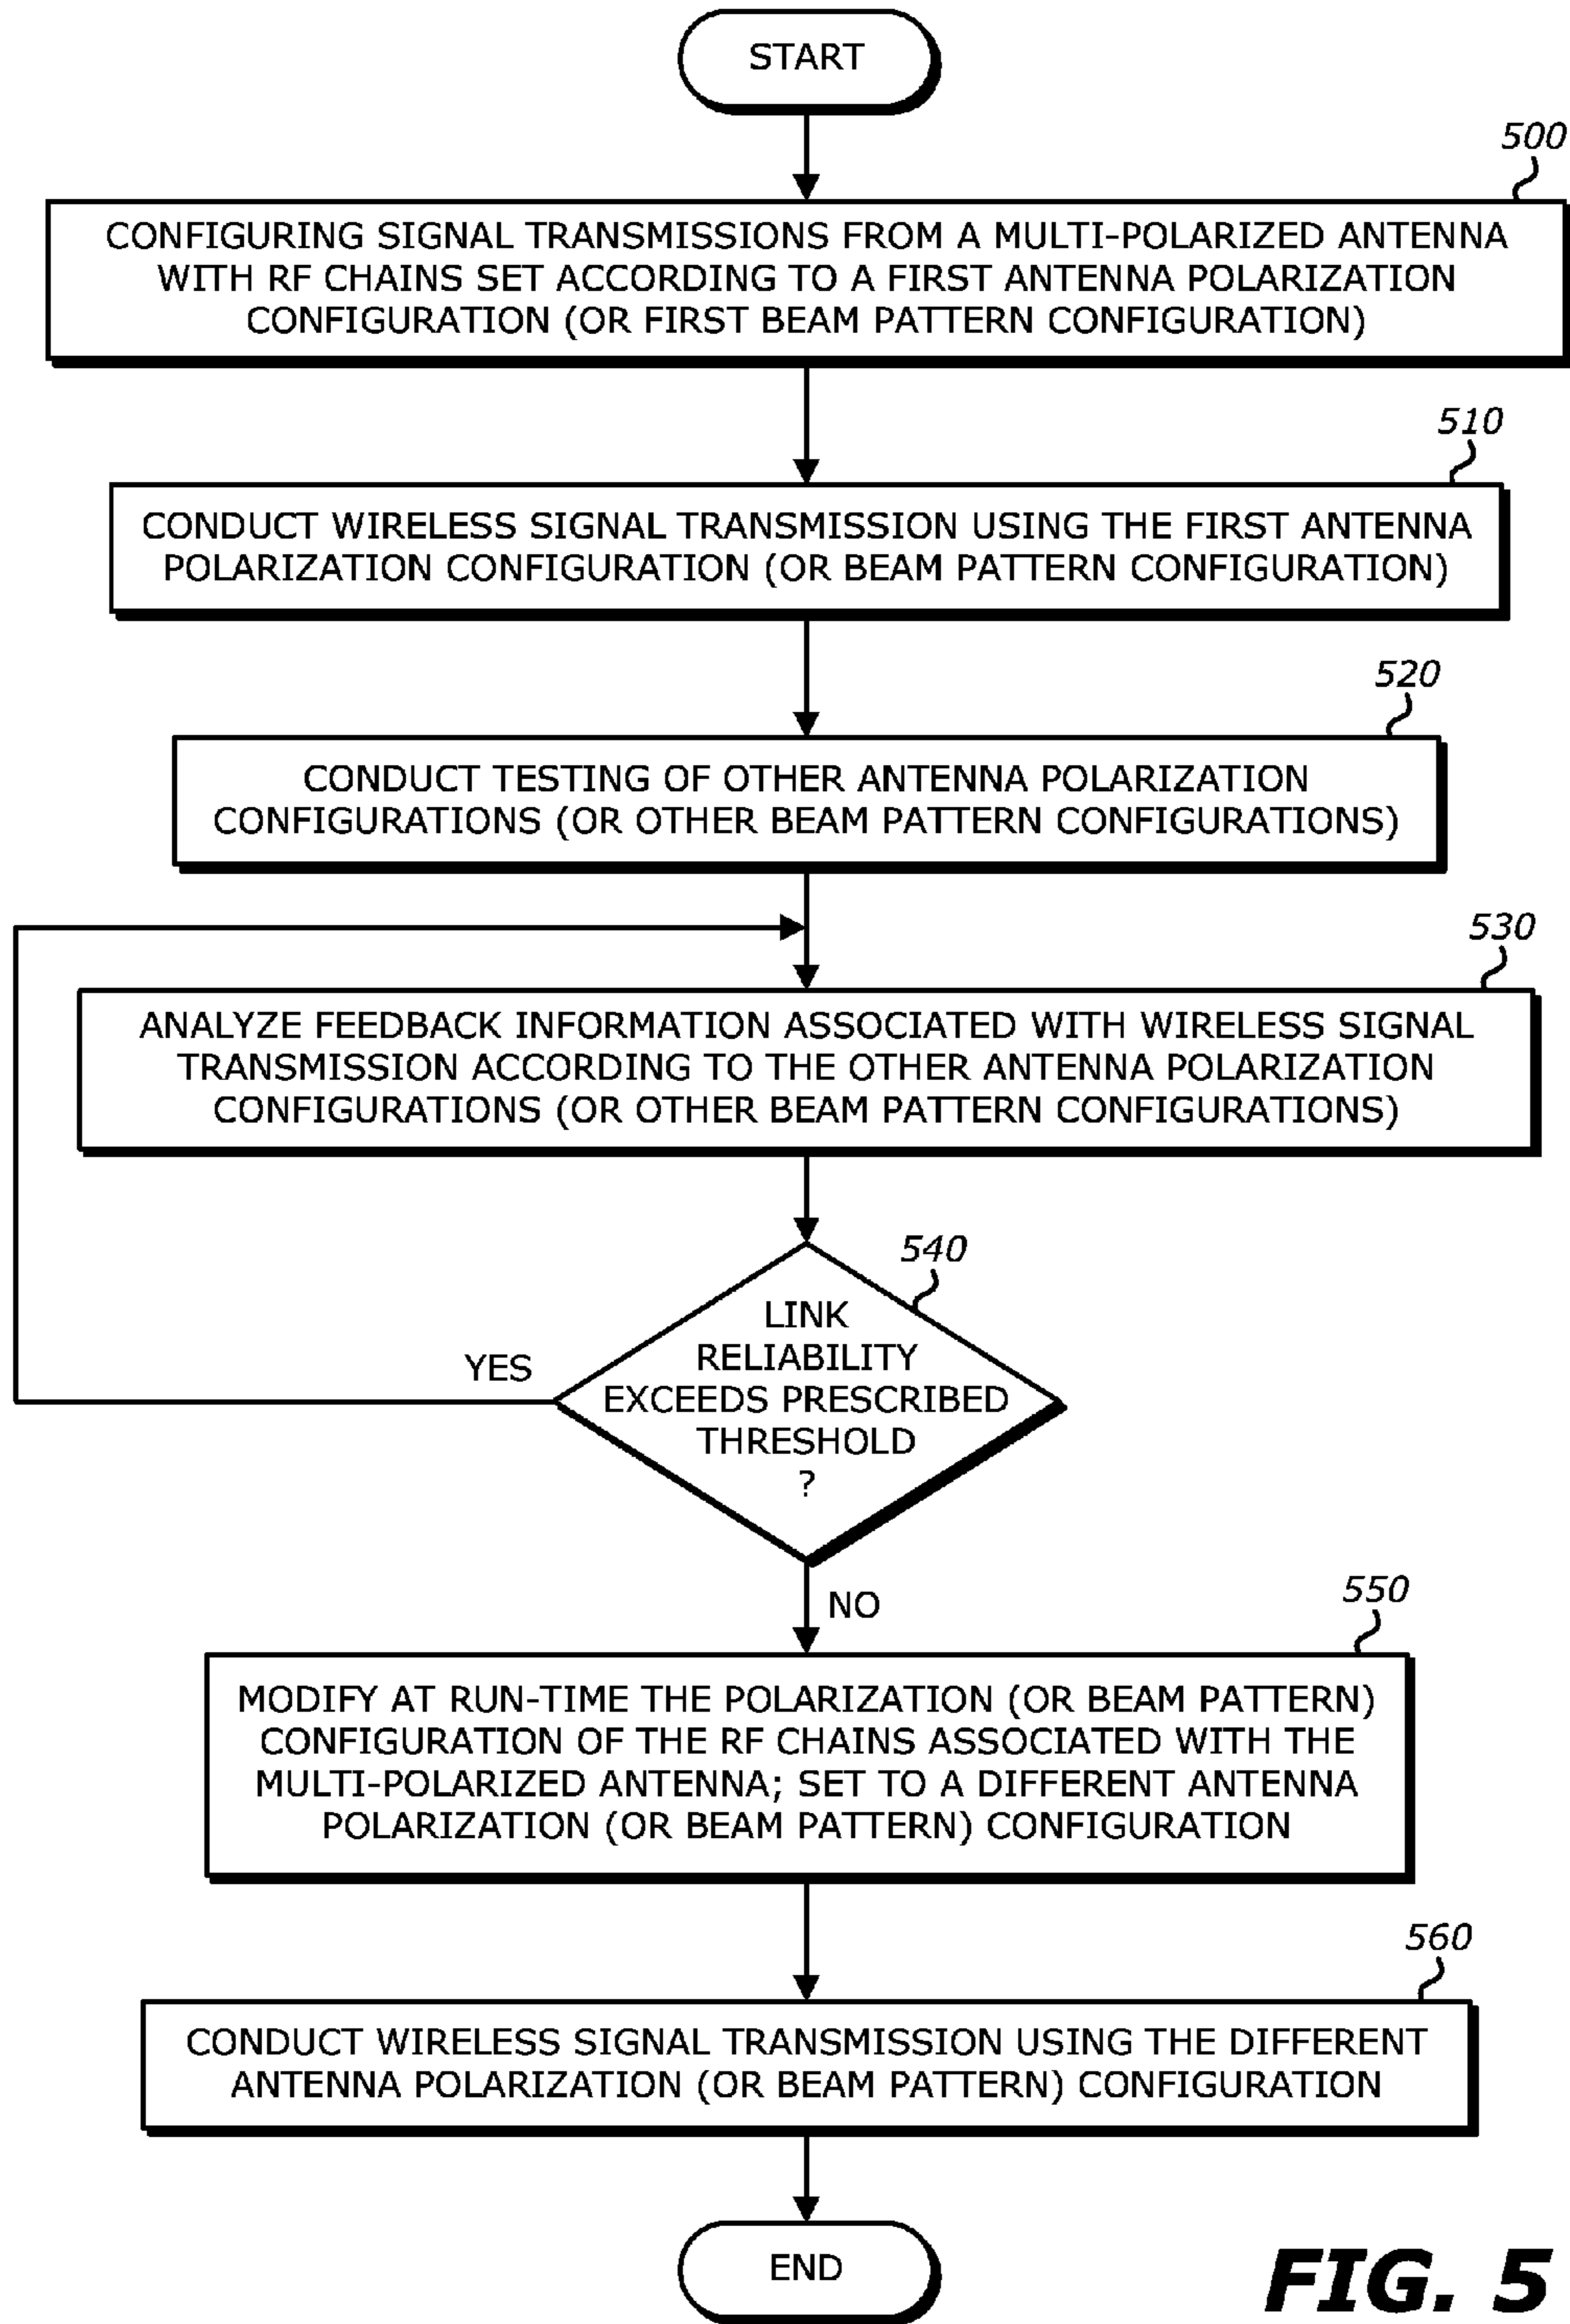 START
500
CONFIGURING SIGNAL TRANSMISSIONS FROM A MULTI-POLARIZED ANTENNA
WITH RF CHAINS SET ACCORDING TO A FIRST ANTENNA POLARIZATION
CONFIGURATION (OR FIRST BEAM PATTERN CONFIGURATION)
510
CONDUCT WIRELESS SIGNAL TRANSMISSION USING THE FIRST ANTENNA
POLARIZATION CONFIGURATION (OR BEAM PATTERN CONFIGURATION)
520
CONDUCT TESTING OF OTHER ANTENNA POLARIZATION
CONFIGURATIONS (OR OTHER BEAM PATTERN CONFIGURATIONS)
530
ANALYZE FEEDBACK INFORMATION ASSOCIATED WITH WIRELESS SIGNAL
TRANSMISSION ACCORDING TO THE OTHER ANTENNA POLARIZATION
CONFIGURATIONS (OR OTHER BEAM PATTERN CONFIGURATIONS)
540
LINK
RELIABILITY
EXCEEDS PRESCRIBED
THRESHOLD
?
YES
NO
550
MODIFY AT RUN-TIME THE POLARIZATION (OR BEAM PATTERN)
CONFIGURATION OF THE RF CHAINS ASSOCIATED WITH THE
MULTI-POLARIZED ANTENNA; SET TO A DIFFERENT ANTENNA
POLARIZATION (OR BEAM PATTERN) CONFIGURATION
560
CONDUCT WIRELESS SIGNAL TRANSMISSION USING THE DIFFERENT
ANTENNA POLARIZATION (OR BEAM PATTERN) CONFIGURATION
END
FIG. 5